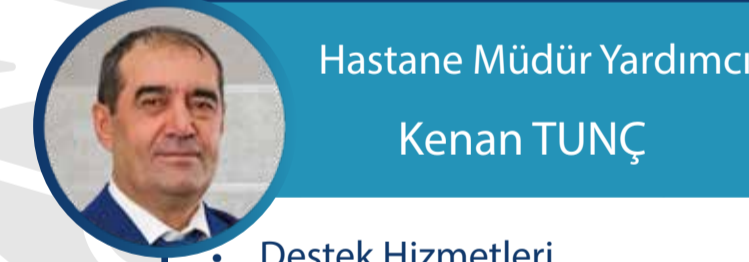 Hastane Müdür Yardımcı
Kenan TUNÇ
• Destek Hizmetleri